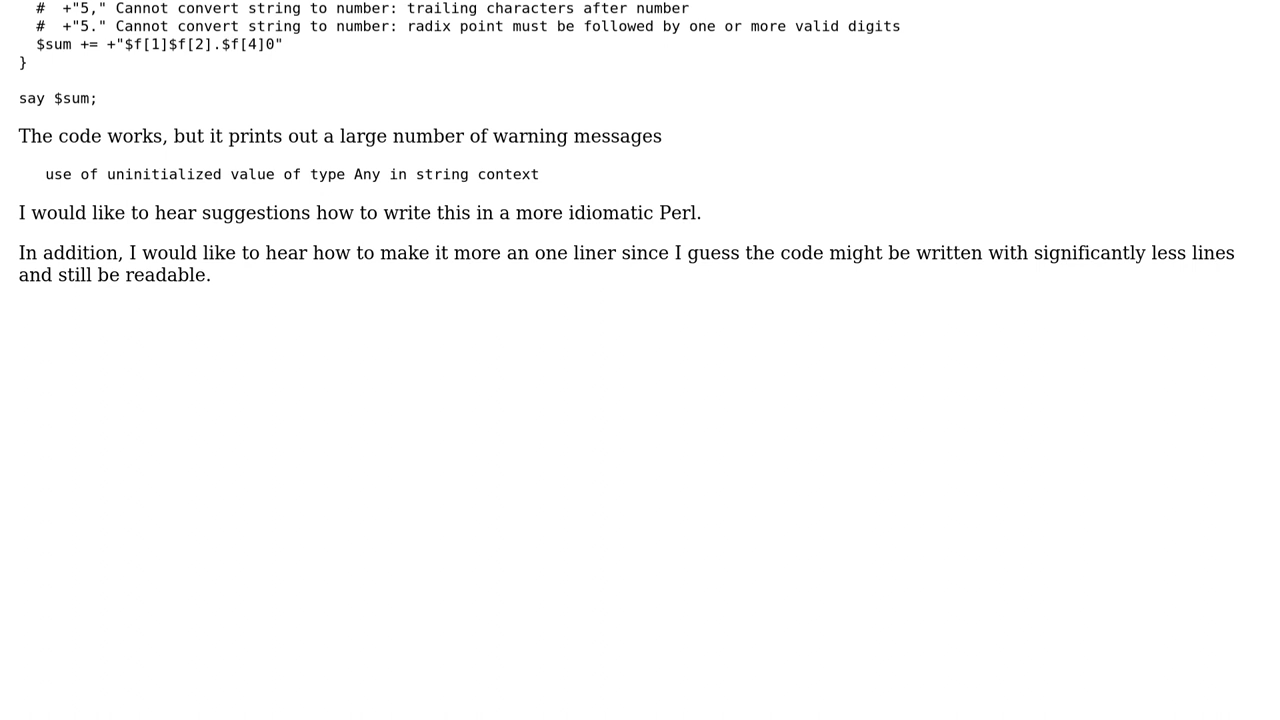 #  +"5," Cannot convert string to number: trailing characters after number
#  +"5." Cannot convert string to number: radix point must be followed by one or more valid digits
$sum += +"$f[1]$f[2].$f[4]0"
}
say $sum;
The code works, but it prints out a large number of warning messages
use of uninitialized value of type Any in string context
I would like to hear suggestions how to write this in a more idiomatic Perl.
In addition, I would like to hear how to make it more an one liner since I guess the code might be written with significantly less lines
and still be readable.